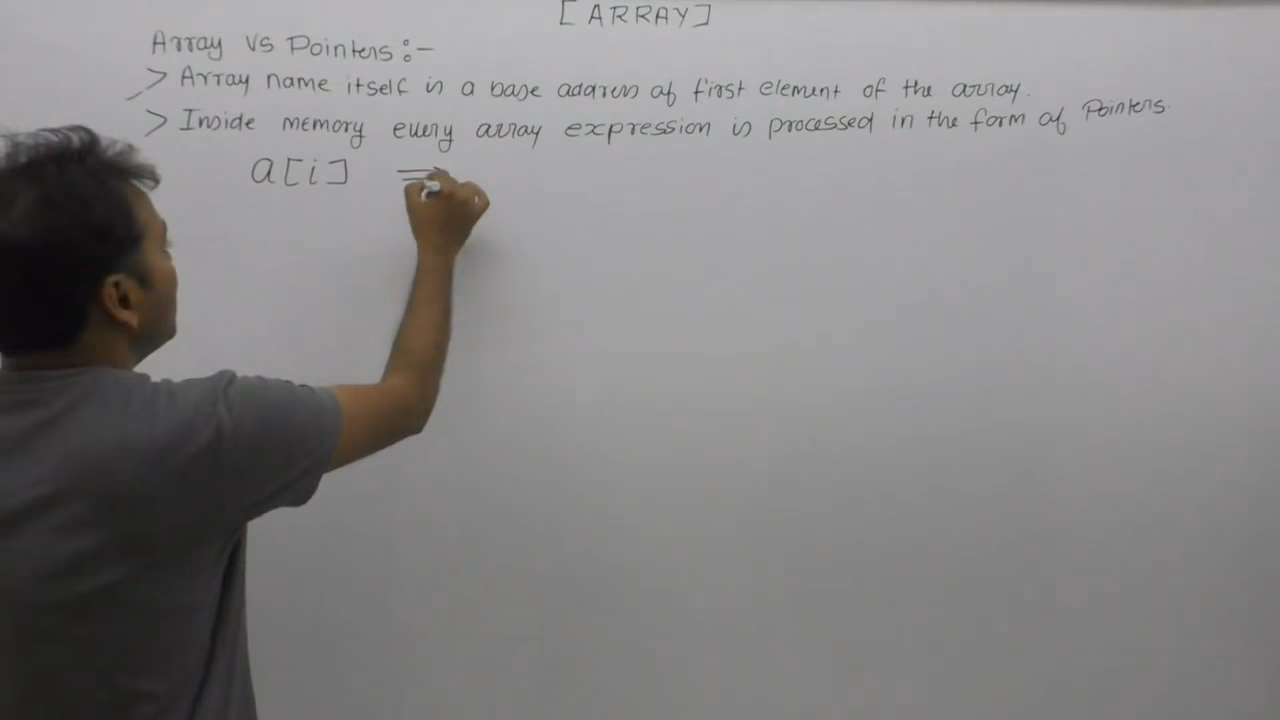 [ARRAY]
Array Vs Pointers :-
> Array name itself is a base address of first element of the array.
> Inside memory every array expression is processed in the form of Pointers.
a[i] ⇒